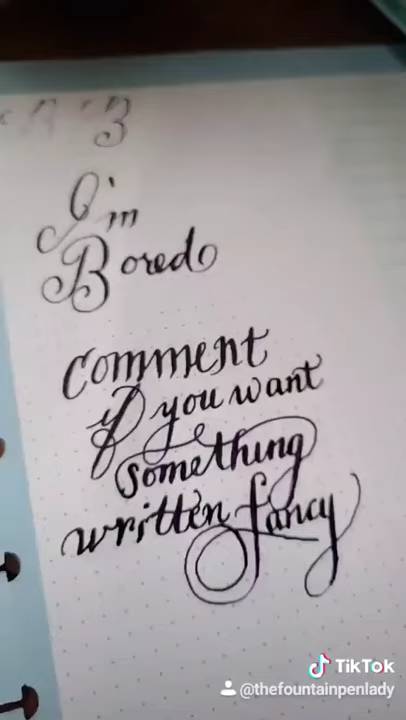 I'm
Bored
Comment
if you want
something
written fancy
TikTok
@thefountainpenlady